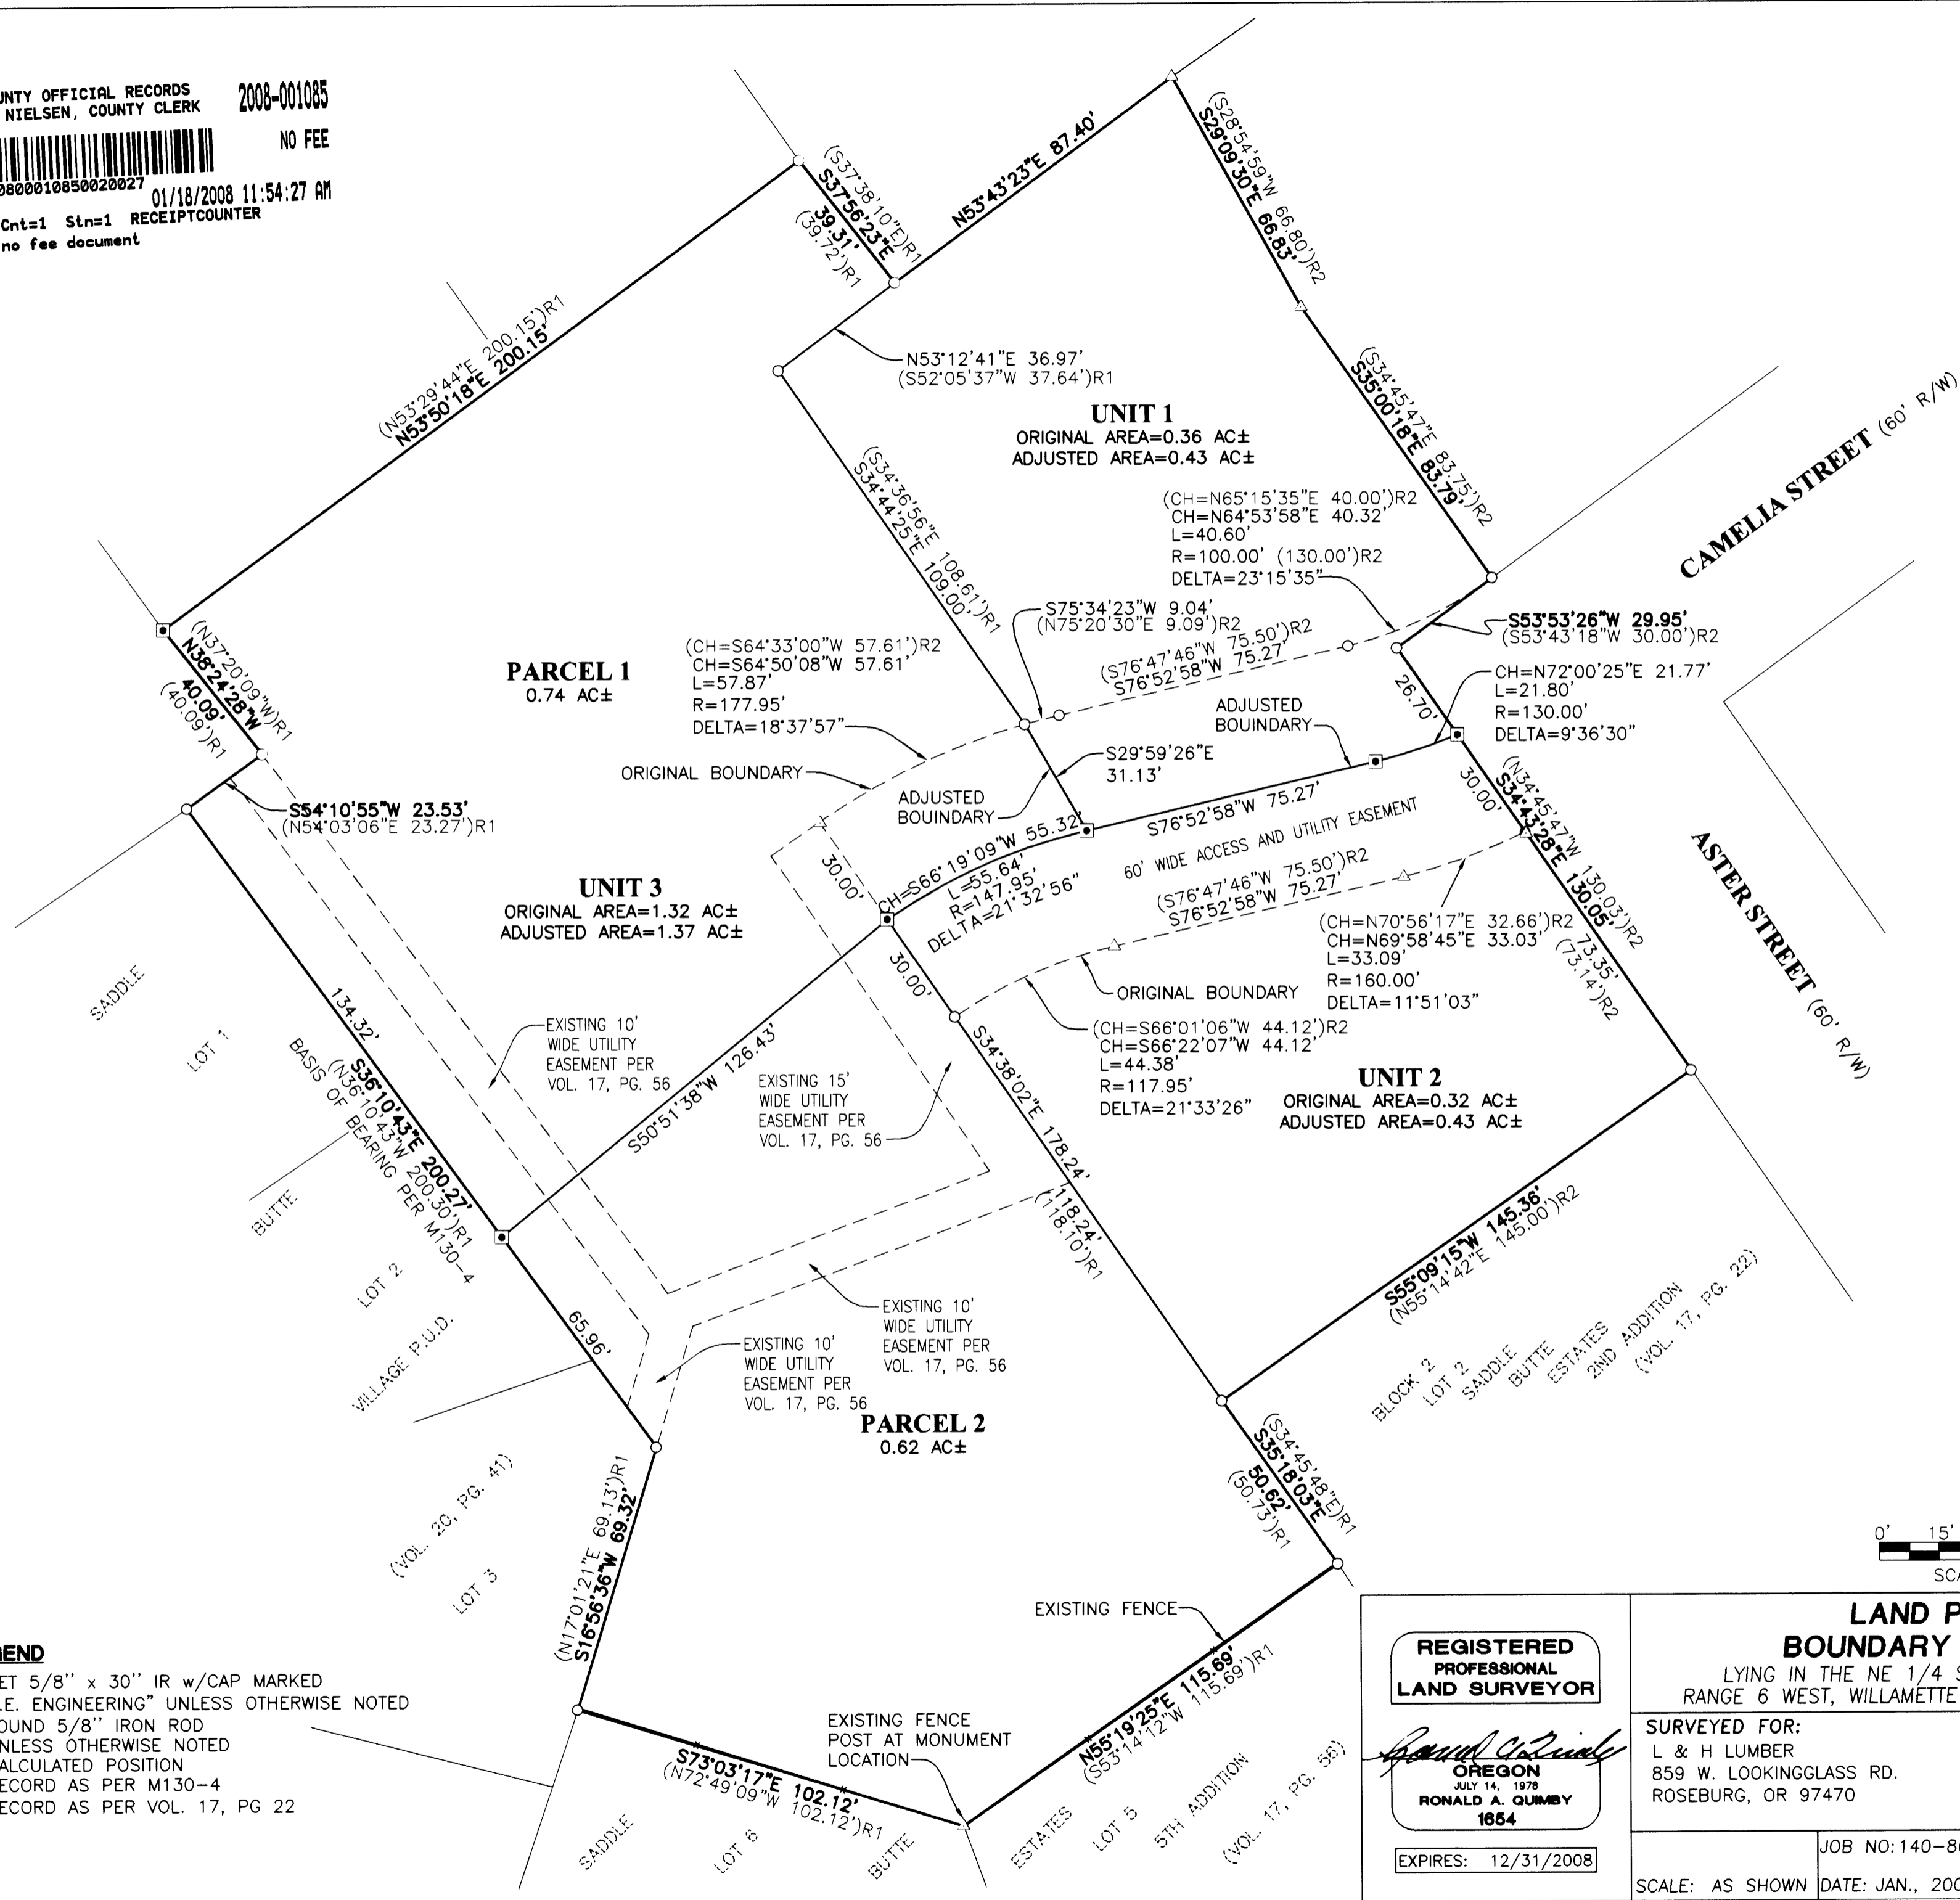 UNTY OFFICIAL RECORDS
NIELSEN, COUNTY CLERK
2008-001085
NO FEE
08000010850020027
01/18/2008 11:54:27 AM
Cnt=1 Stn=1 RECEIPTCOUNTER
no fee document
(S37°38'10"E)R1
S37°56'23"E
39.31'
(39.72')R1
N53°43'23"E 87.40'
(S28°54'59"W 66.80')R2
S29°09'30"E 66.83'
(N53°29'44"E 200.15')R1
N53°50'18"E 200.15'
N53°12'41"E 36.97'
(S52°05'37"W 37.64')R1
UNIT 1
ORIGINAL AREA=0.36 AC±
ADJUSTED AREA=0.43 AC±
(S34°45'47"E 83.75')R2
S35°00'18"E 83.79'
CAMELIA STREET (60' R/W)
(S34°36'56"E 108.61')R1
S34°44'25"E 109.00'
(CH=N65°15'35"E 40.00')R2
CH=N64°53'58"E 40.32'
L=40.60'
R=100.00' (130.00')R2
DELTA=23°15'35"
S75°34'23"W 9.04'
(N75°20'30"E 9.09')R2
(S76°47'46"W 75.50')R2
S76°52'58"W 75.27'
S53°53'26"W 29.95'
(S53°43'18"W 30.00')R2
26.70'
CH=N72°00'25"E 21.77'
L=21.80'
R=130.00'
DELTA=9°36'30"
(N37°20'09"W)R1
N38°24'28"W
40.09'
(40.09')R1
PARCEL 1
0.74 AC±
(CH=S64°33'00"W 57.61')R2
CH=S64°50'08"W 57.61'
L=57.87'
R=177.95'
DELTA=18°37'57"
ORIGINAL BOUNDARY
ADJUSTED
BOUINDARY
S29°59'26"E
31.13'
ADJUSTED
BOUINDARY
S54°10'55"W 23.53'
(N54°03'06"E 23.27')R1
30.00'
CH=S66°19'09"W 55.32'
L=55.64'
R=147.95'
DELTA=21°32'56"
S76°52'58"W 75.27'
60' WIDE ACCESS AND UTILITY EASEMENT
(S76°47'46"W 75.50')R2
S76°52'58"W 75.27'
30.00'
(N34°45'47"W 130.03')R2
S34°43'28"E 130.05'
73.35'
(73.14')R2
ASTER STREET (60' R/W)
UNIT 3
ORIGINAL AREA=1.32 AC±
ADJUSTED AREA=1.37 AC±
(CH=N70°56'17"E 32.66')R2
CH=N69°58'45"E 33.03'
L=33.09'
R=160.00'
DELTA=11°51'03"
30.00'
ORIGINAL BOUNDARY
(CH=S66°01'06"W 44.12')R2
CH=S66°22'07"W 44.12'
L=44.38'
R=117.95'
DELTA=21°33'26"
UNIT 2
ORIGINAL AREA=0.32 AC±
ADJUSTED AREA=0.43 AC±
SADDLE
LOT 1
BUTTE
LOT 2
VILLAGE P.U.D.
(VOL. 20, PG. 41)
LOT 3
134.32'
S36°10'43"E 200.27'
(N36°10'43"W 200.30')R1
BASIS OF BEARING PER M130-4
EXISTING 10'
WIDE UTILITY
EASEMENT PER
VOL. 17, PG. 56
S50°51'38"W 126.43'
EXISTING 15'
WIDE UTILITY
EASEMENT PER
VOL. 17, PG. 56
S34°38'02"E 178.24'
118.24'
(118.10')R1
S55°09'15"W 145.36'
(N55°14'42"E 145.00')R2
BLOCK 2
LOT 2
SADDLE
BUTTE
ESTATES
2ND ADDITION
(VOL. 17, PG. 22)
65.96'
EXISTING 10'
WIDE UTILITY
EASEMENT PER
VOL. 17, PG. 56
EXISTING 10'
WIDE UTILITY
EASEMENT PER
VOL. 17, PG. 56
PARCEL 2
0.62 AC±
(S34°45'48"E)R1
S35°18'03"E
50.62'
(50.73')R1
(N17°01'21"E 69.13')R1
S16°56'36"W 69.32'
EXISTING FENCE
N55°19'25"E 115.69'
(S53°14'12"W 115.69')R1
EXISTING FENCE
POST AT MONUMENT
LOCATION
S73°03'17"E 102.12'
(N72°49'09"W 102.12')R1
SADDLE
LOT 6
BUTTE
ESTATES
LOT 5
5TH ADDITION
(VOL. 17, PG. 56)
GEND
ET 5/8'' x 30'' IR w/CAP MARKED
.E. ENGINEERING" UNLESS OTHERWISE NOTED
OUND 5/8'' IRON ROD
NLESS OTHERWISE NOTED
ALCULATED POSITION
ECORD AS PER M130-4
ECORD AS PER VOL. 17, PG 22
0' 15'
SCA
REGISTERED
PROFESSIONAL
LAND SURVEYOR
OREGON
JULY 14, 1978
RONALD A. QUIMBY
1654
EXPIRES: 12/31/2008
LAND P
BOUNDARY
LYING IN THE NE 1/4 S
RANGE 6 WEST, WILLAMETTE
SURVEYED FOR:
L & H LUMBER
859 W. LOOKINGGLASS RD.
ROSEBURG, OR 97470
JOB NO: 140-8
SCALE: AS SHOWN
DATE: JAN., 200